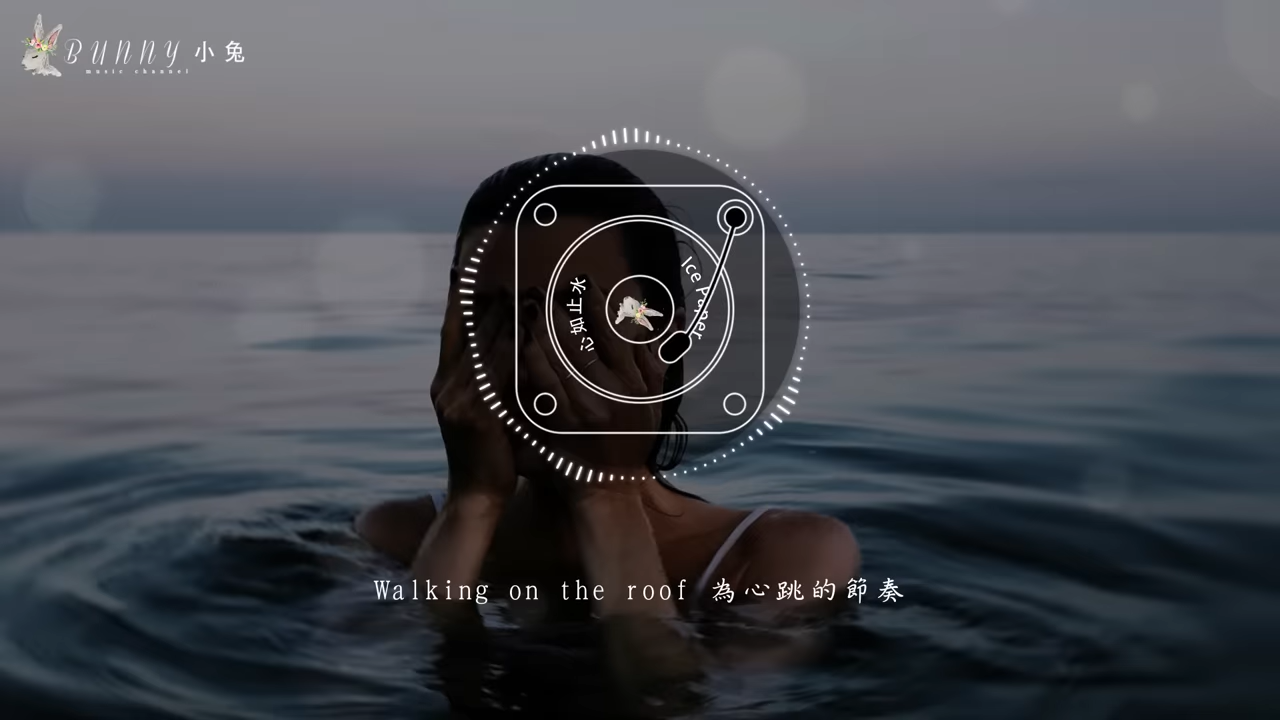 BUNNY 小兔
music channel
心如止水
Ice Paper
Walking on the roof 為心跳的節奏